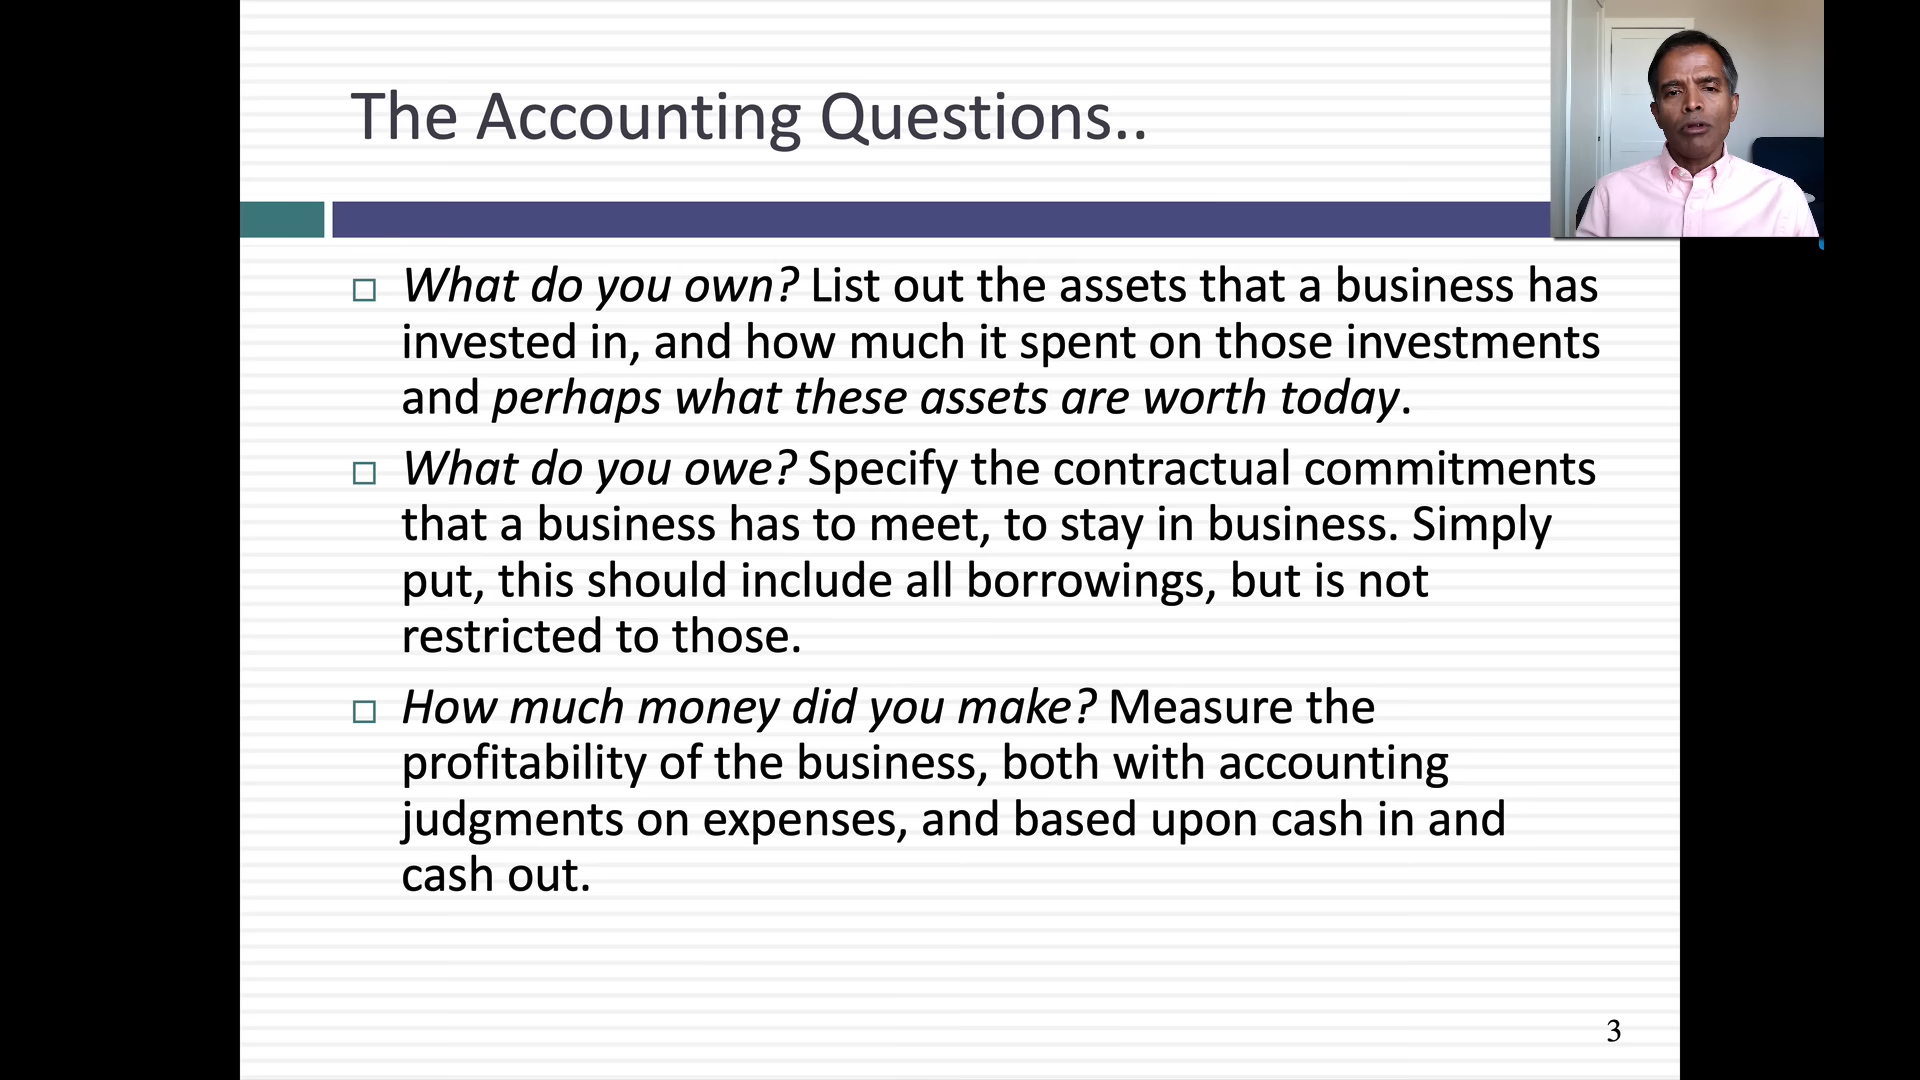 The Accounting Questions..
□ What do you own? List out the assets that a business has
invested in, and how much it spent on those investments
and perhaps what these assets are worth today.
□ What do you owe? Specify the contractual commitments
that a business has to meet, to stay in business. Simply
put, this should include all borrowings, but is not
restricted to those.
□ How much money did you make? Measure the
profitability of the business, both with accounting
judgments on expenses, and based upon cash in and
cash out.
3